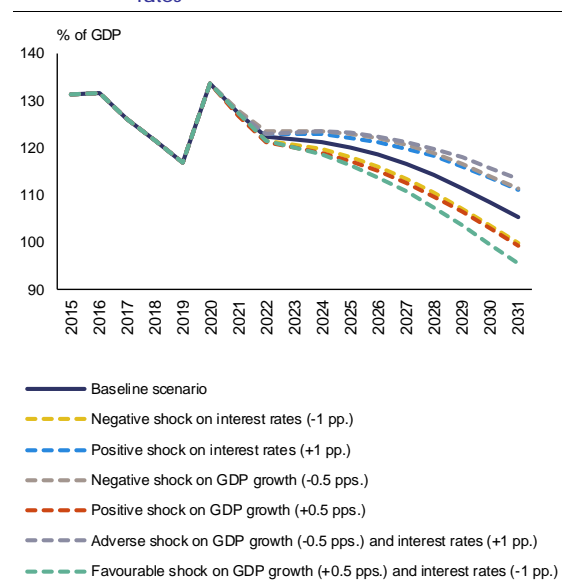 % of GDP
140
130
120
110
100
90
2015
2016
2017
2018
2019
2020
2021
2022
2023
2024
2025
2026
2027
2028
2029
2030
2031
Baseline scenario
Negative shock on interest rates (-1 pp.)
Positive shock on interest rates (+1 pp.)
Negative shock on GDP growth (-0.5 pps.)
Positive shock on GDP growth (+0.5 pps.)
Adverse shock on GDP growth (-0.5 pps.) and interest rates (+1 pp.)
Favourable shock on GDP growth (+0.5 pps.) and interest rates (-1 pp.)